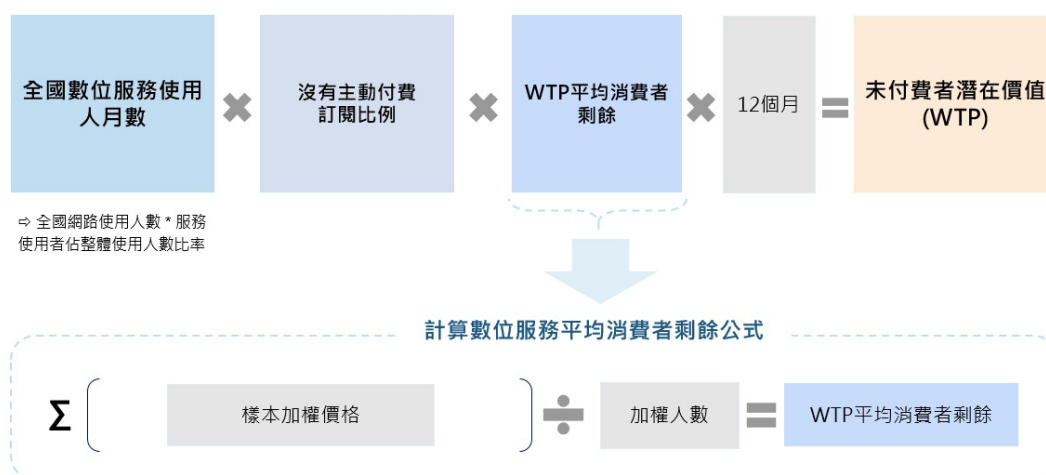 全國數位服務使用
人月數
✖
沒有主動付費
訂閱比例
✖
WTP平均消費者
剩餘
✖
12個月
=
未付費者潛在價值
(WTP)
⇨ 全國網路使用人數 * 服務
使用者佔整體使用人數比率
計算數位服務平均消費者剩餘公式
Σ ( 樣本加權價格 ) ÷ 加權人數 = WTP平均消費者剩餘